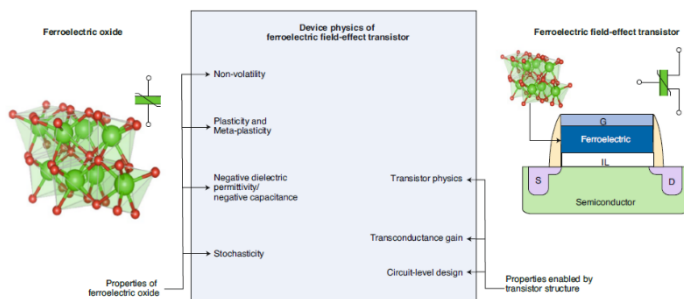 Ferroelectric oxide
Device physics of
ferroelectric field-effect transistor
Ferroelectric field-effect transistor
Non-volatility
Plasticity and
Meta-plasticity
Negative dielectric
permittivity/
negative capacitance
Stochasticity
Properties of
ferroelectric oxide
Transistor physics
Transconductance gain
Circuit-level design
Properties enabled by
transistor structure
G
Ferroelectric
IL
S
D
Semiconductor